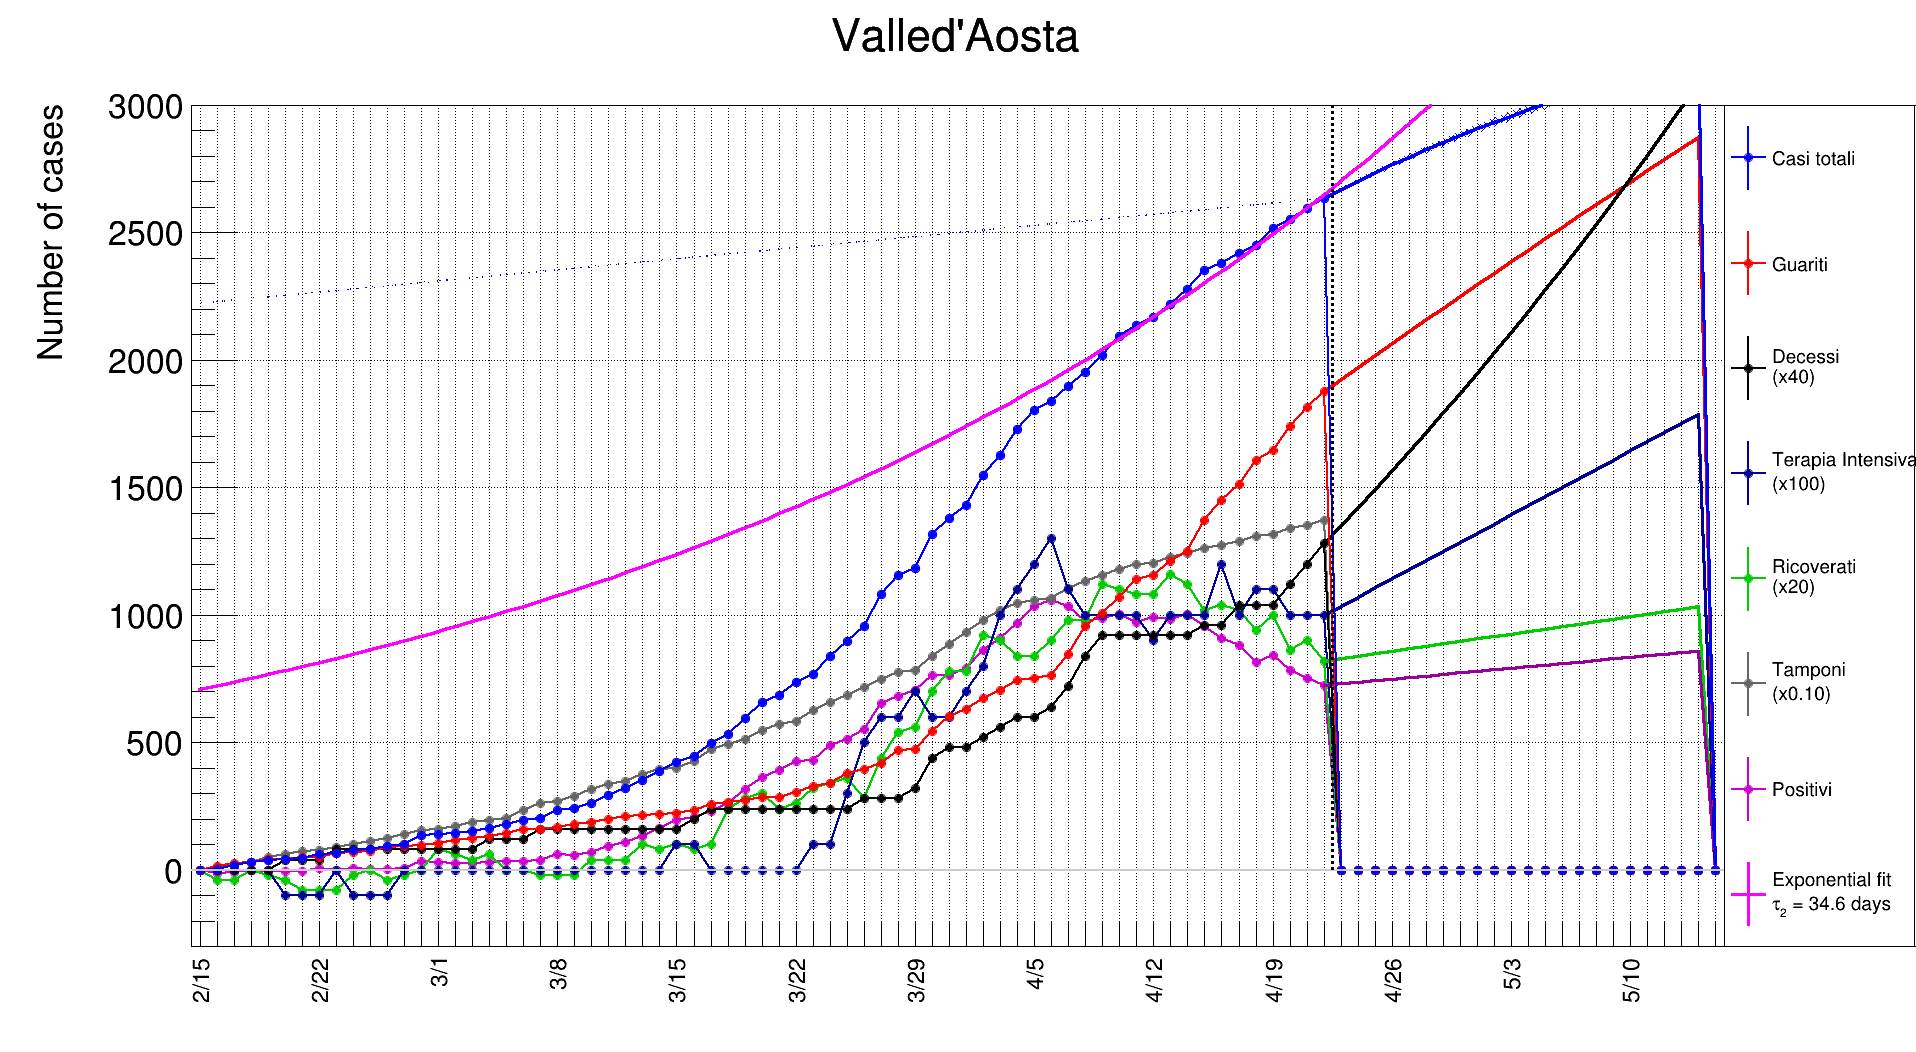 Valled'Aosta
Number of cases
3000
2500
2000
1500
1000
500
0
2/15
2/22
3/1
3/8
3/15
3/22
3/29
4/5
4/12
4/19
4/26
5/3
5/10
Casi totali
Guariti
Decessi
(x40)
Terapia Intensiva
(x100)
Ricoverati
(x20)
Tamponi
(x0.10)
Positivi
Exponential fit
τ2 = 34.6 days